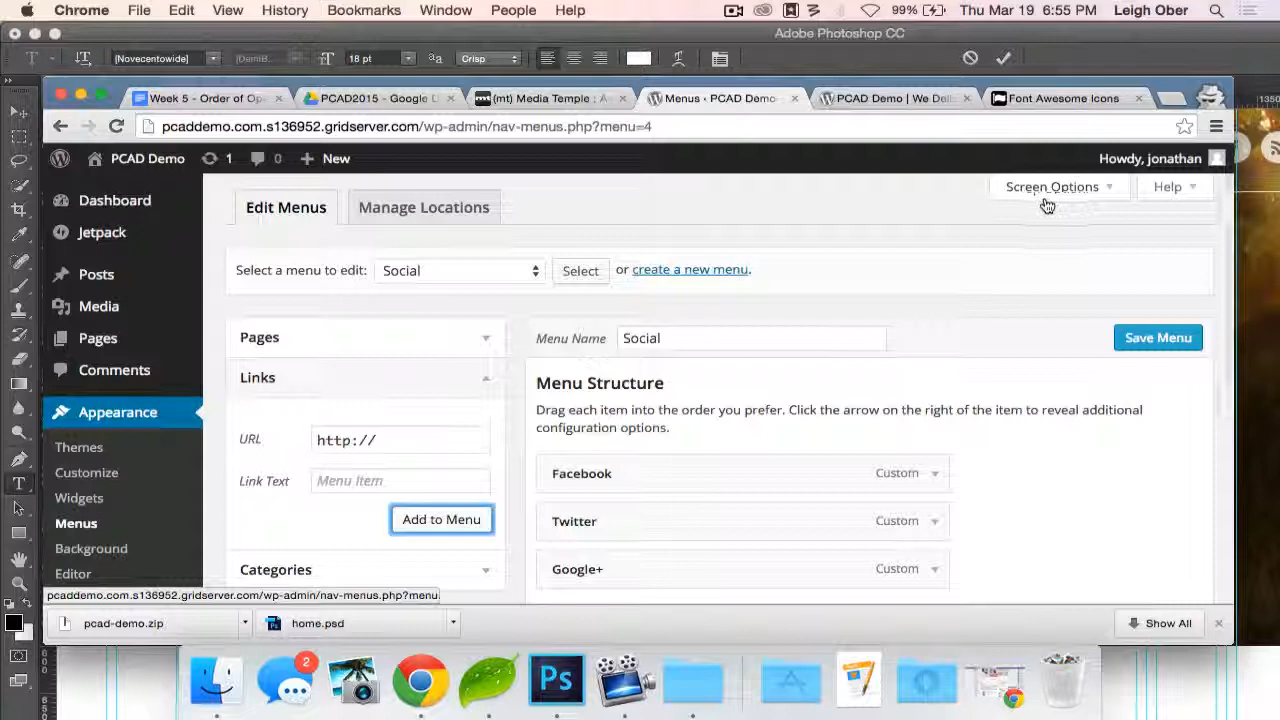 Chrome File Edit View History Bookmarks Window People Help 99% Thu Mar 19 6:55 PM Leigh Ober
Adobe Photoshop CC
[Novecentowide] 18 pt Crisp
Week 5 - Order of Op PCAD2015 - Google D (mt) Media Temple : A Menus ‹ PCAD Demo PCAD Demo | We Deli Font Awesome Icons
pcaddemo.com.s136952.gridserver.com/wp-admin/nav-menus.php?menu=4
PCAD Demo 1 0 + New Howdy, jonathan
Screen Options Help
Dashboard
Jetpack
Posts
Media
Pages
Comments
Appearance
Themes
Customize
Widgets
Menus
Background
Editor
Edit Menus Manage Locations
Select a menu to edit: Social Select or create a new menu.
Pages
Links
URL http://
Link Text Menu Item
Add to Menu
Categories
Menu Name Social Save Menu
Menu Structure
Drag each item into the order you prefer. Click the arrow on the right of the item to reveal additional
configuration options.
Facebook Custom
Twitter Custom
Google+ Custom
pcaddemo.com.s136952.gridserver.com/wp-admin/nav-menus.php?menu
pcad-demo.zip home.psd Show All
2
Ps